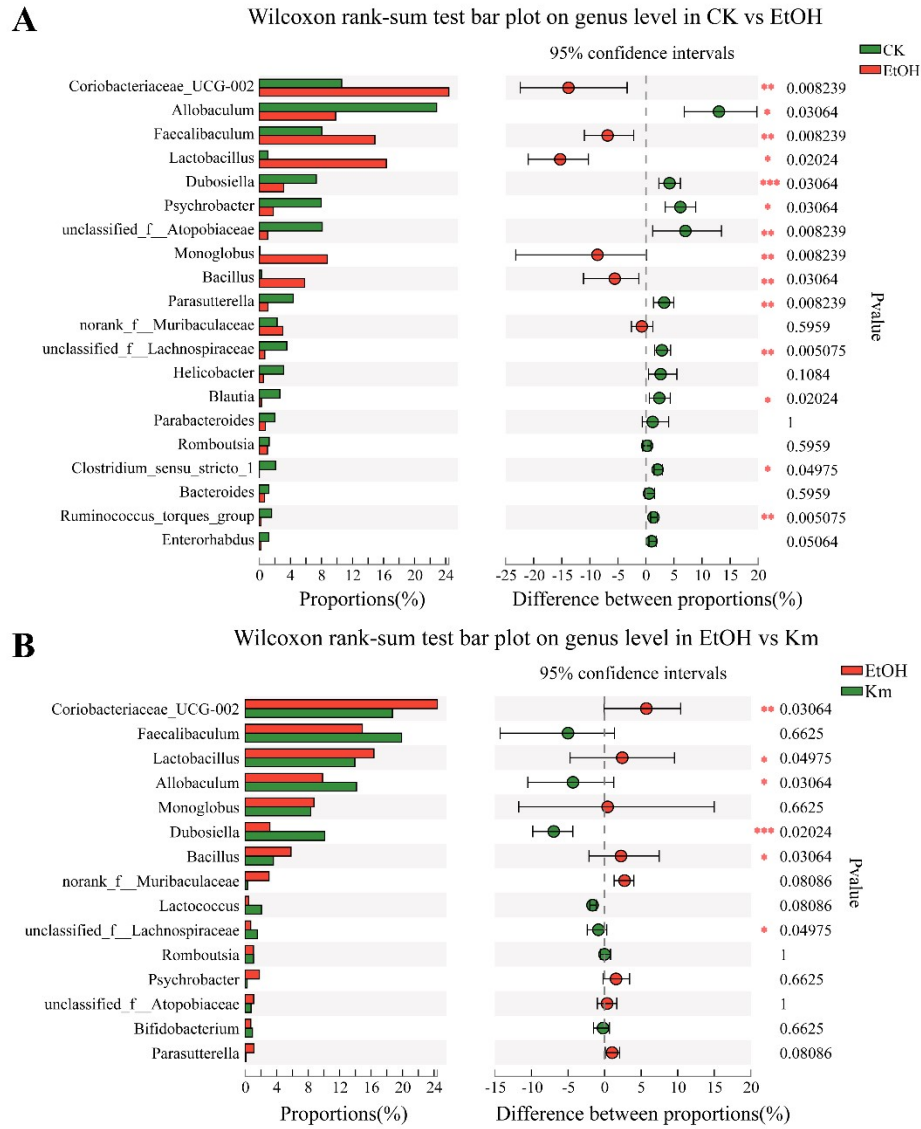 A
Wilcoxon rank-sum test bar plot on genus level in CK vs EtOH
95% confidence intervals
CK
EtOH
Coriobacteriaceae_UCG-002 ** 0.008239
Allobaculum * 0.03064
Faecalibaculum ** 0.008239
Lactobacillus * 0.02024
Dubosiella *** 0.03064
Psychrobacter * 0.03064
unclassified_f__Atopobiaceae ** 0.008239
Monoglobus ** 0.008239
Bacillus ** 0.03064
Parasutterella ** 0.008239
norank_f__Muribaculaceae 0.5959
unclassified_f__Lachnospiraceae ** 0.005075
Helicobacter 0.1084
Blautia * 0.02024
Parabacteroides 1
Romboutsia 0.5959
Clostridium_sensu_stricto_1 * 0.04975
Bacteroides 0.5959
Ruminococcus_torques_group ** 0.005075
Enterorhabdus 0.05064
Pvalue
0 4 8 12 16 20 24 -25 -20 -15 -10 -5 0 5 10 15 20
Proportions(%) Difference between proportions(%)
B
Wilcoxon rank-sum test bar plot on genus level in EtOH vs Km
95% confidence intervals
EtOH
Km
Coriobacteriaceae_UCG-002 ** 0.03064
Faecalibaculum 0.6625
Lactobacillus * 0.04975
Allobaculum * 0.03064
Monoglobus 0.6625
Dubosiella *** 0.02024
Bacillus * 0.03064
norank_f__Muribaculaceae 0.08086
Lactococcus 0.08086
unclassified_f__Lachnospiraceae * 0.04975
Romboutsia 1
Psychrobacter 0.6625
unclassified_f__Atopobiaceae 1
Bifidobacterium 0.6625
Parasutterella 0.08086
Pvalue
0 4 8 12 16 20 24 -15 -10 -5 0 5 10 15
Proportions(%) Difference between proportions(%)